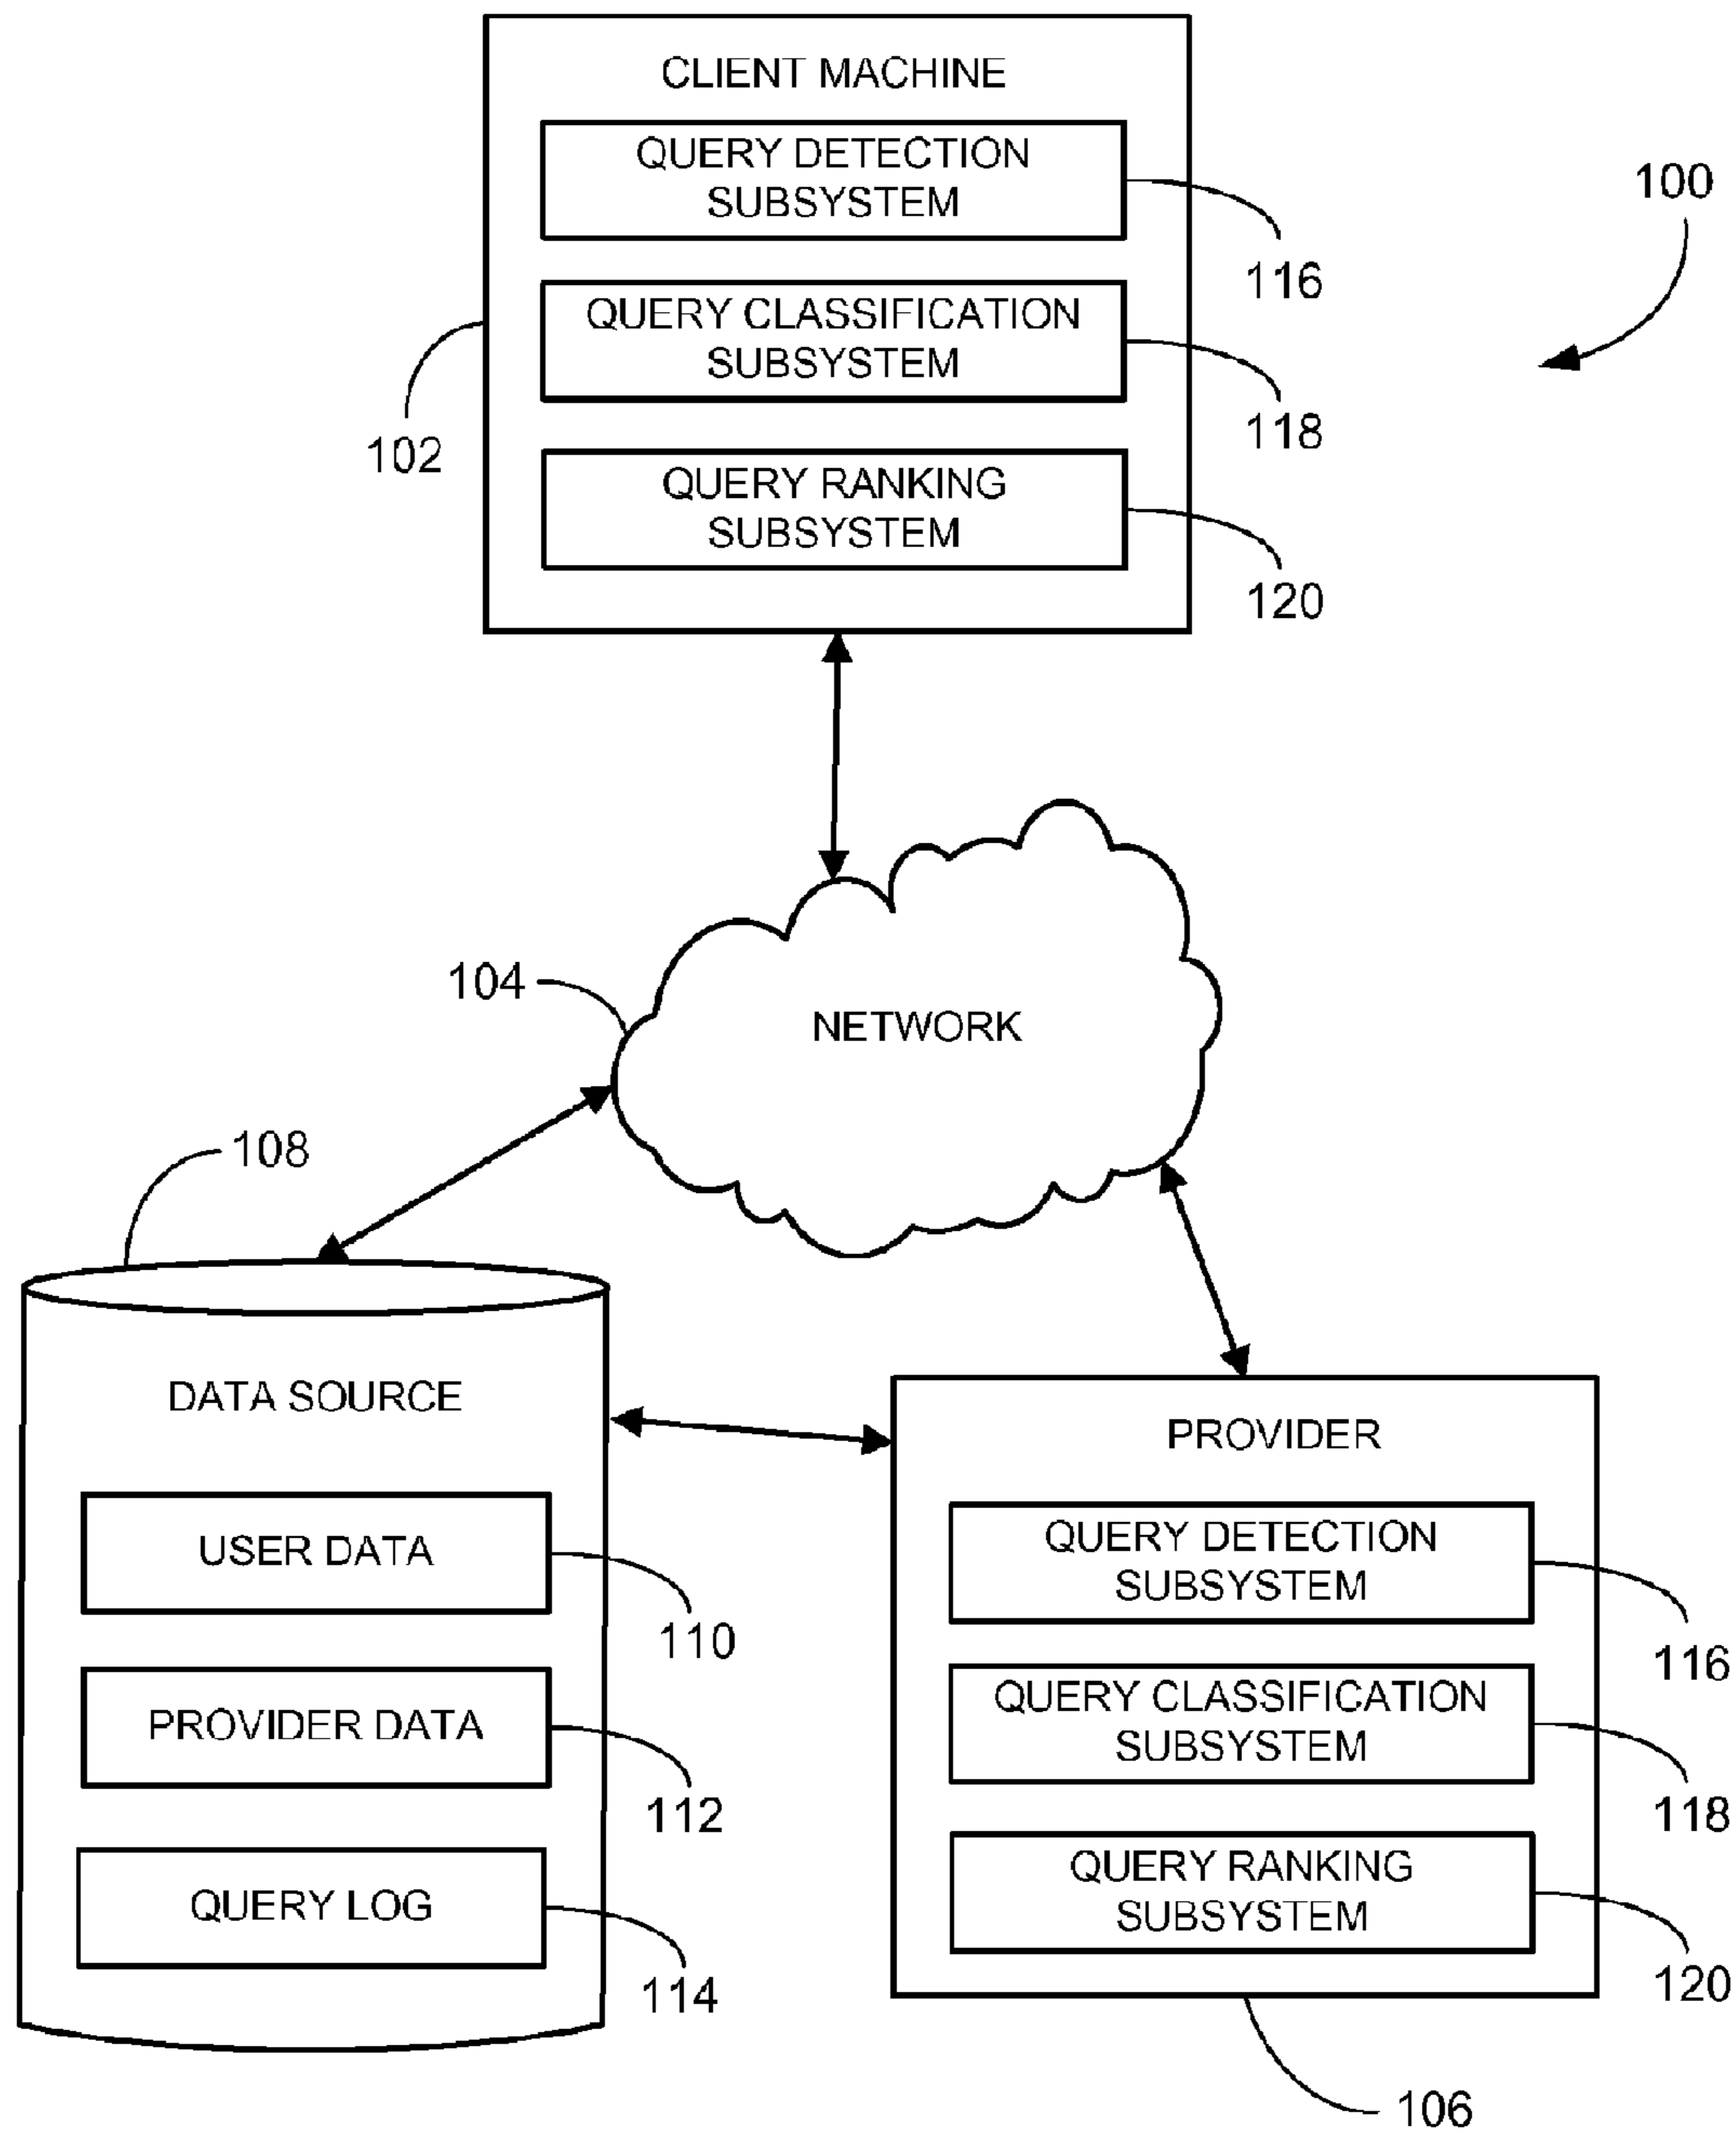 CLIENT MACHINE
QUERY DETECTION
SUBSYSTEM
100
116
QUERY CLASSIFICATION
SUBSYSTEM
118
102
QUERY RANKING
SUBSYSTEM
120
104
NETWORK
108
DATA SOURCE
USER DATA
110
PROVIDER DATA
112
QUERY LOG
114
PROVIDER
QUERY DETECTION
SUBSYSTEM
116
QUERY CLASSIFICATION
SUBSYSTEM
118
QUERY RANKING
SUBSYSTEM
120
106